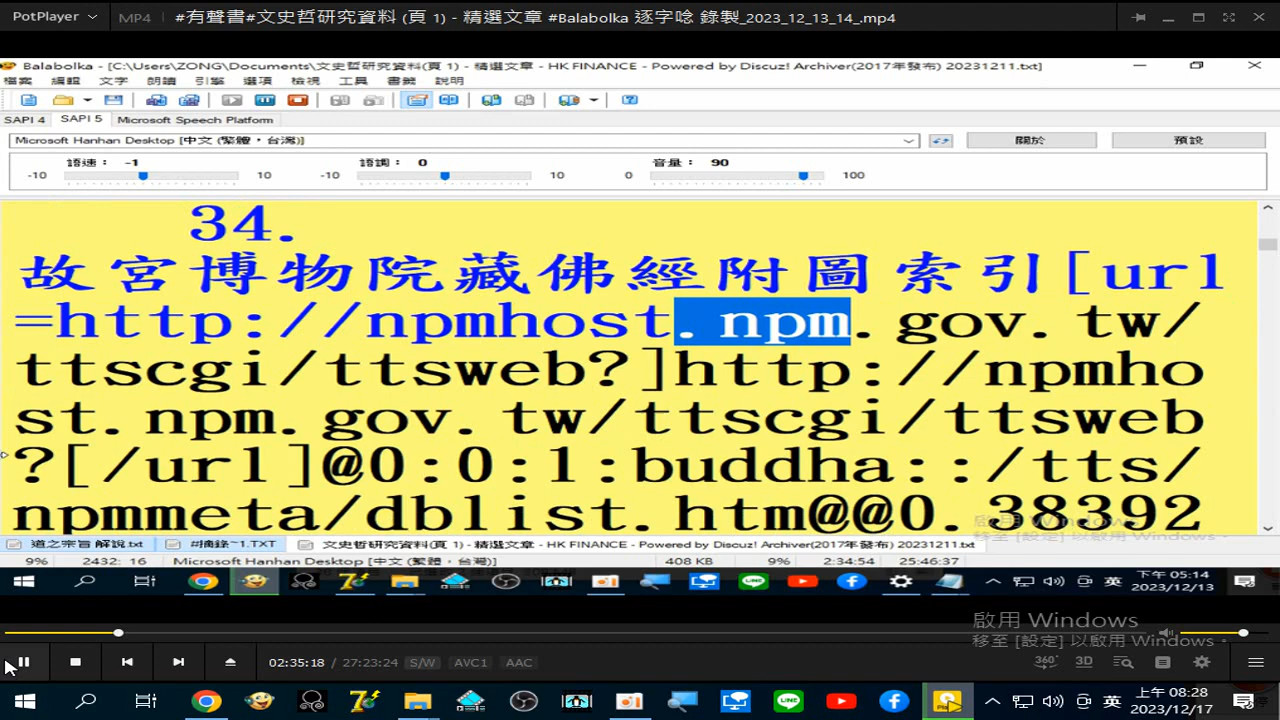 PotPlayer MP4 #有聲書#文史哲研究資料 (頁 1) - 精選文章 #Balabolka 逐字唸 錄製_2023_12_13_14_.mp4
Balabolka - [C:\Users\ZONG\Documents\文史哲研究資料(頁 1) - 精選文章 - HK FINANCE - Powered by Discuz! Archiver(2017年發布) 20231211.txt]
檔案 編輯 文字 朗讀 引擎 選項 檢視 工具 書籤 說明
SAPI 4 SAPI 5 Microsoft Speech Platform
Microsoft Hanhan Desktop [中文 (繁體，台灣)] 關於 預設
語速： -1 語調： 0 音量： 90
-10 10 -10 10 0 100
34.
故宮博物院藏佛經附圖索引[url
=http://npmhost.npm.gov.tw/
ttscgi/ttsweb?]http://npmho
st.npm.gov.tw/ttscgi/ttsweb
?[/url]@0:0:1:buddha::/tts/
npmmeta/dblist.htm@@0.38392
啟用 Windows
移至 [設定] 以啟用 Windows。
道之宗旨 解說.txt #摘錄~1.TXT 文史哲研究資料(頁 1) - 精選文章 - HK FINANCE - Powered by Discuz! Archiver(2017年發布) 20231211.txt
9% 2432: 16 Microsoft Hanhan Desktop [中文 (繁體，台灣)] 408 KB 9% 2:34:54 25:46:37
英 下午 05:14
2023/12/13
啟用 Windows
移至 [設定] 以啟用 Windows。
02:35:18 / 27:23:24 S/W AVC1 AAC 360° 3D
英 上午 08:28
2023/12/17